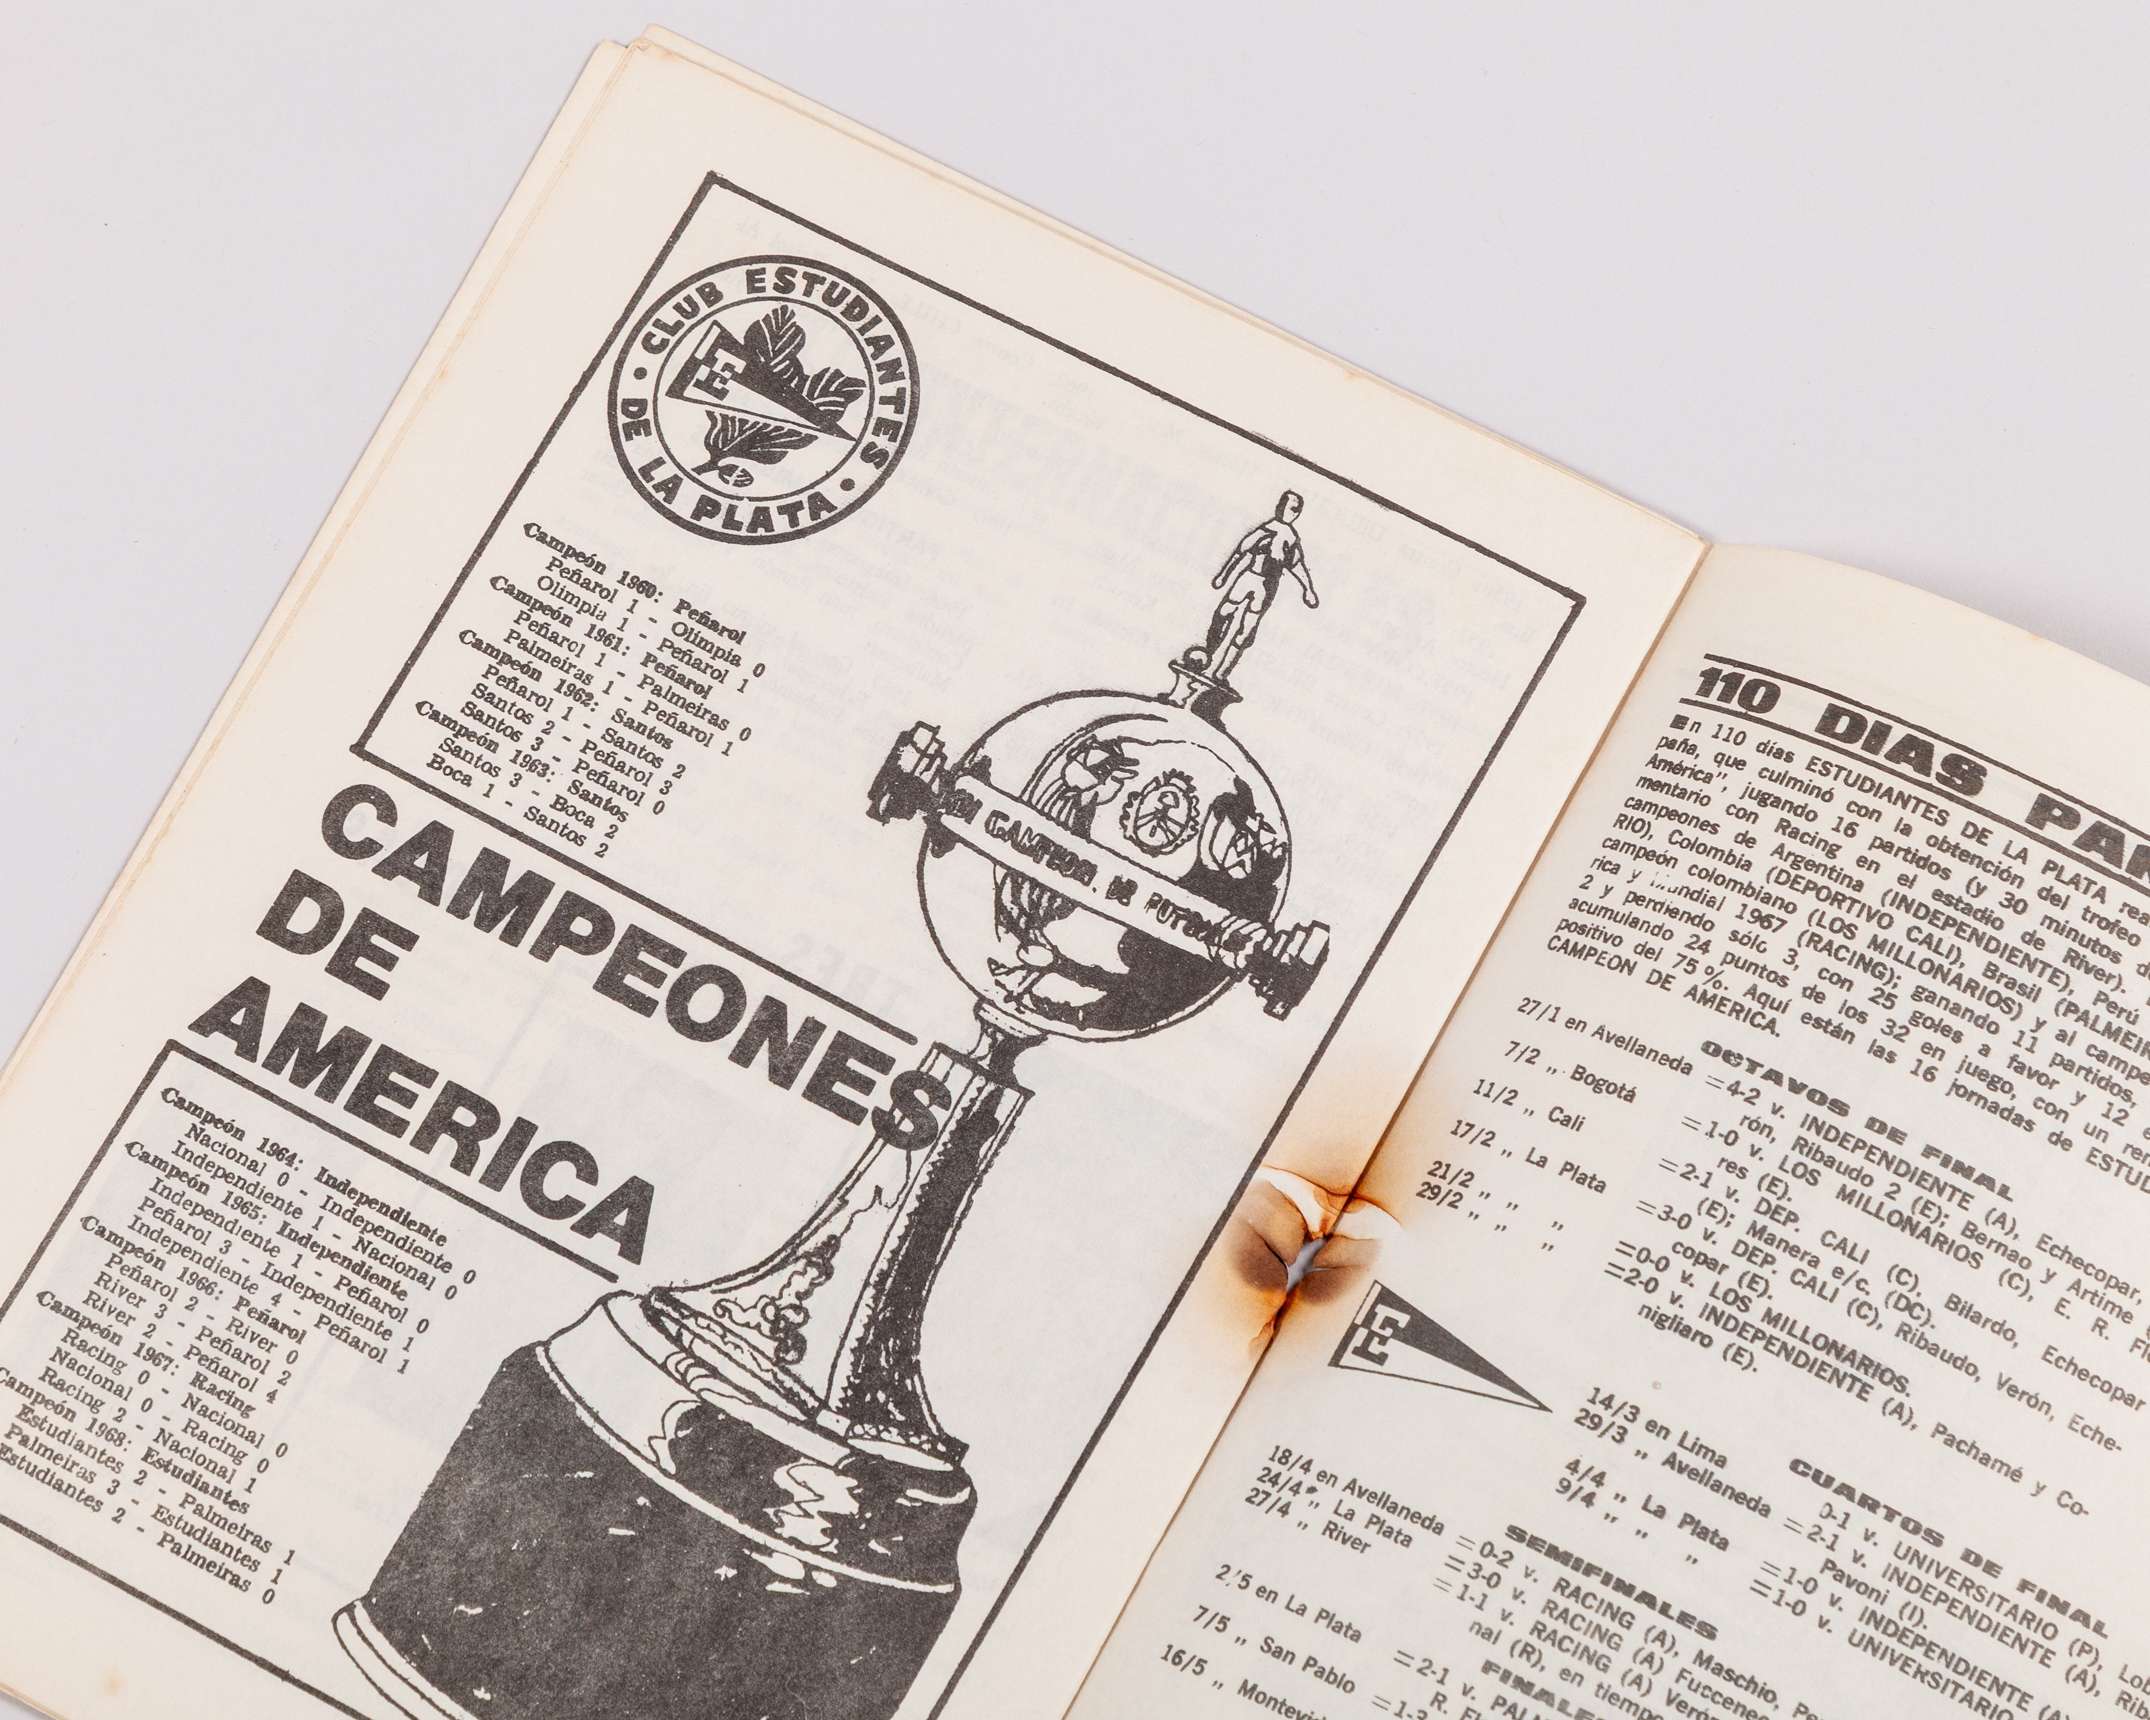 CLUB ESTUDIANTES
DE LA PLATA
E
Campeón 1960: Peñarol
Peñarol 1 - Olimpia 0
Olimpia 1 - Peñarol 1
Campeón 1961: Peñarol
Peñarol 1 - Palmeiras 0
Palmeiras 1 - Peñarol 1
Campeón 1962: Santos
Peñarol 1 - Santos 2
Santos 2 - Peñarol 3
Santos 3 - Peñarol 0
Campeón 1963: Santos
Santos 3 - Boca 2
Boca 1 - Santos 2
CAMPEON DE
CAMPEONES
DE
AMERICA
Campeón 1964: Independiente
Nacional 0 - Independiente 0
Independiente 1 - Nacional 0
Campeón 1965: Independiente
Independiente 1 - Peñarol 0
Peñarol 3 - Independiente 1
Independiente 4 - Peñarol 1
Campeón 1966: Peñarol
Peñarol 2 - River 0
River 3 - Peñarol 2
River 2 - Peñarol 4
Campeón 1967: Racing
Racing 0 - Nacional 0
Nacional 0 - Racing 0
Racing 2 - Nacional 1
Campeón 1968: Estudiantes
Estudiantes 2 - Palmeiras 1
Palmeiras 3 - Estudiantes 1
Estudiantes 2 - Palmeiras 0
110 DIAS
En 110 días ESTUDIANTES DE LA PLATA
paña, que culminó con la obtención del trofeo
América", jugando 16 partidos (y 30 minutos
mentario con Racing en el estadio de River).
campeones de Argentina (INDEPENDIENTE), Perú
RIO), Colombia (DEPORTIVO CALI), Brasil
campeón colombiano (LOS MILLONARIOS) y al
rica y Mundial 1967 (RACING); ganando 11 partidos,
2 y perdiendo sólo 3, con 25 goles a favor y 12
acumulando 24 puntos de los 32 en juego, con un
positivo del 75 %. Aquí están las 16 jornadas de
CAMPEON DE AMERICA.
OCTAVOS DE FINAL
27/1 en Avellaneda =4-2 v. INDEPENDIENTE (A), Echecopar,
rón, Ribaudo 2 (E); Bernao y Artime
7/2 „ Bogotá =1-0 v. LOS MILLONARIOS (C), E. R.
res (E).
11/2 „ Cali =2-1 v. DEP. CALI (C), Bilardo, Echecopar
(E); Manera e/c. (DC).
17/2 „ La Plata =3-0 v. DEP. CALI (C), Ribaudo, Verón, Eche-
copar (E).
21/2 „ „ „ =0-0 v. LOS MILLONARIOS.
29/2 „ „ „ =2-0 v. INDEPENDIENTE (A), Pachamé y Co-
nigliaro (E).
E
CUARTOS DE FINAL
14/3 en Lima 0-1 v. UNIVERSITARIO (P),
29/3 „ Avellaneda =2-1 v. INDEPENDIENTE (A),
Pavoni (I).
4/4 „ La Plata =1-0 v. INDEPENDIENTE
9/4 „ „ „ =1-0 v. UNIVERSITARIO
SEMIFINALES
18/4 en Avellaneda =0-2 v. RACING (A), Maschio,
24/4 „ La Plata =3-0 v. RACING (A)
27/4 „ River =1-1 v. RACING (A) Verón
nal (R), en
2/5 en La Plata =2-1 v.
7/5 „ San Pablo =1-3
16/5 „